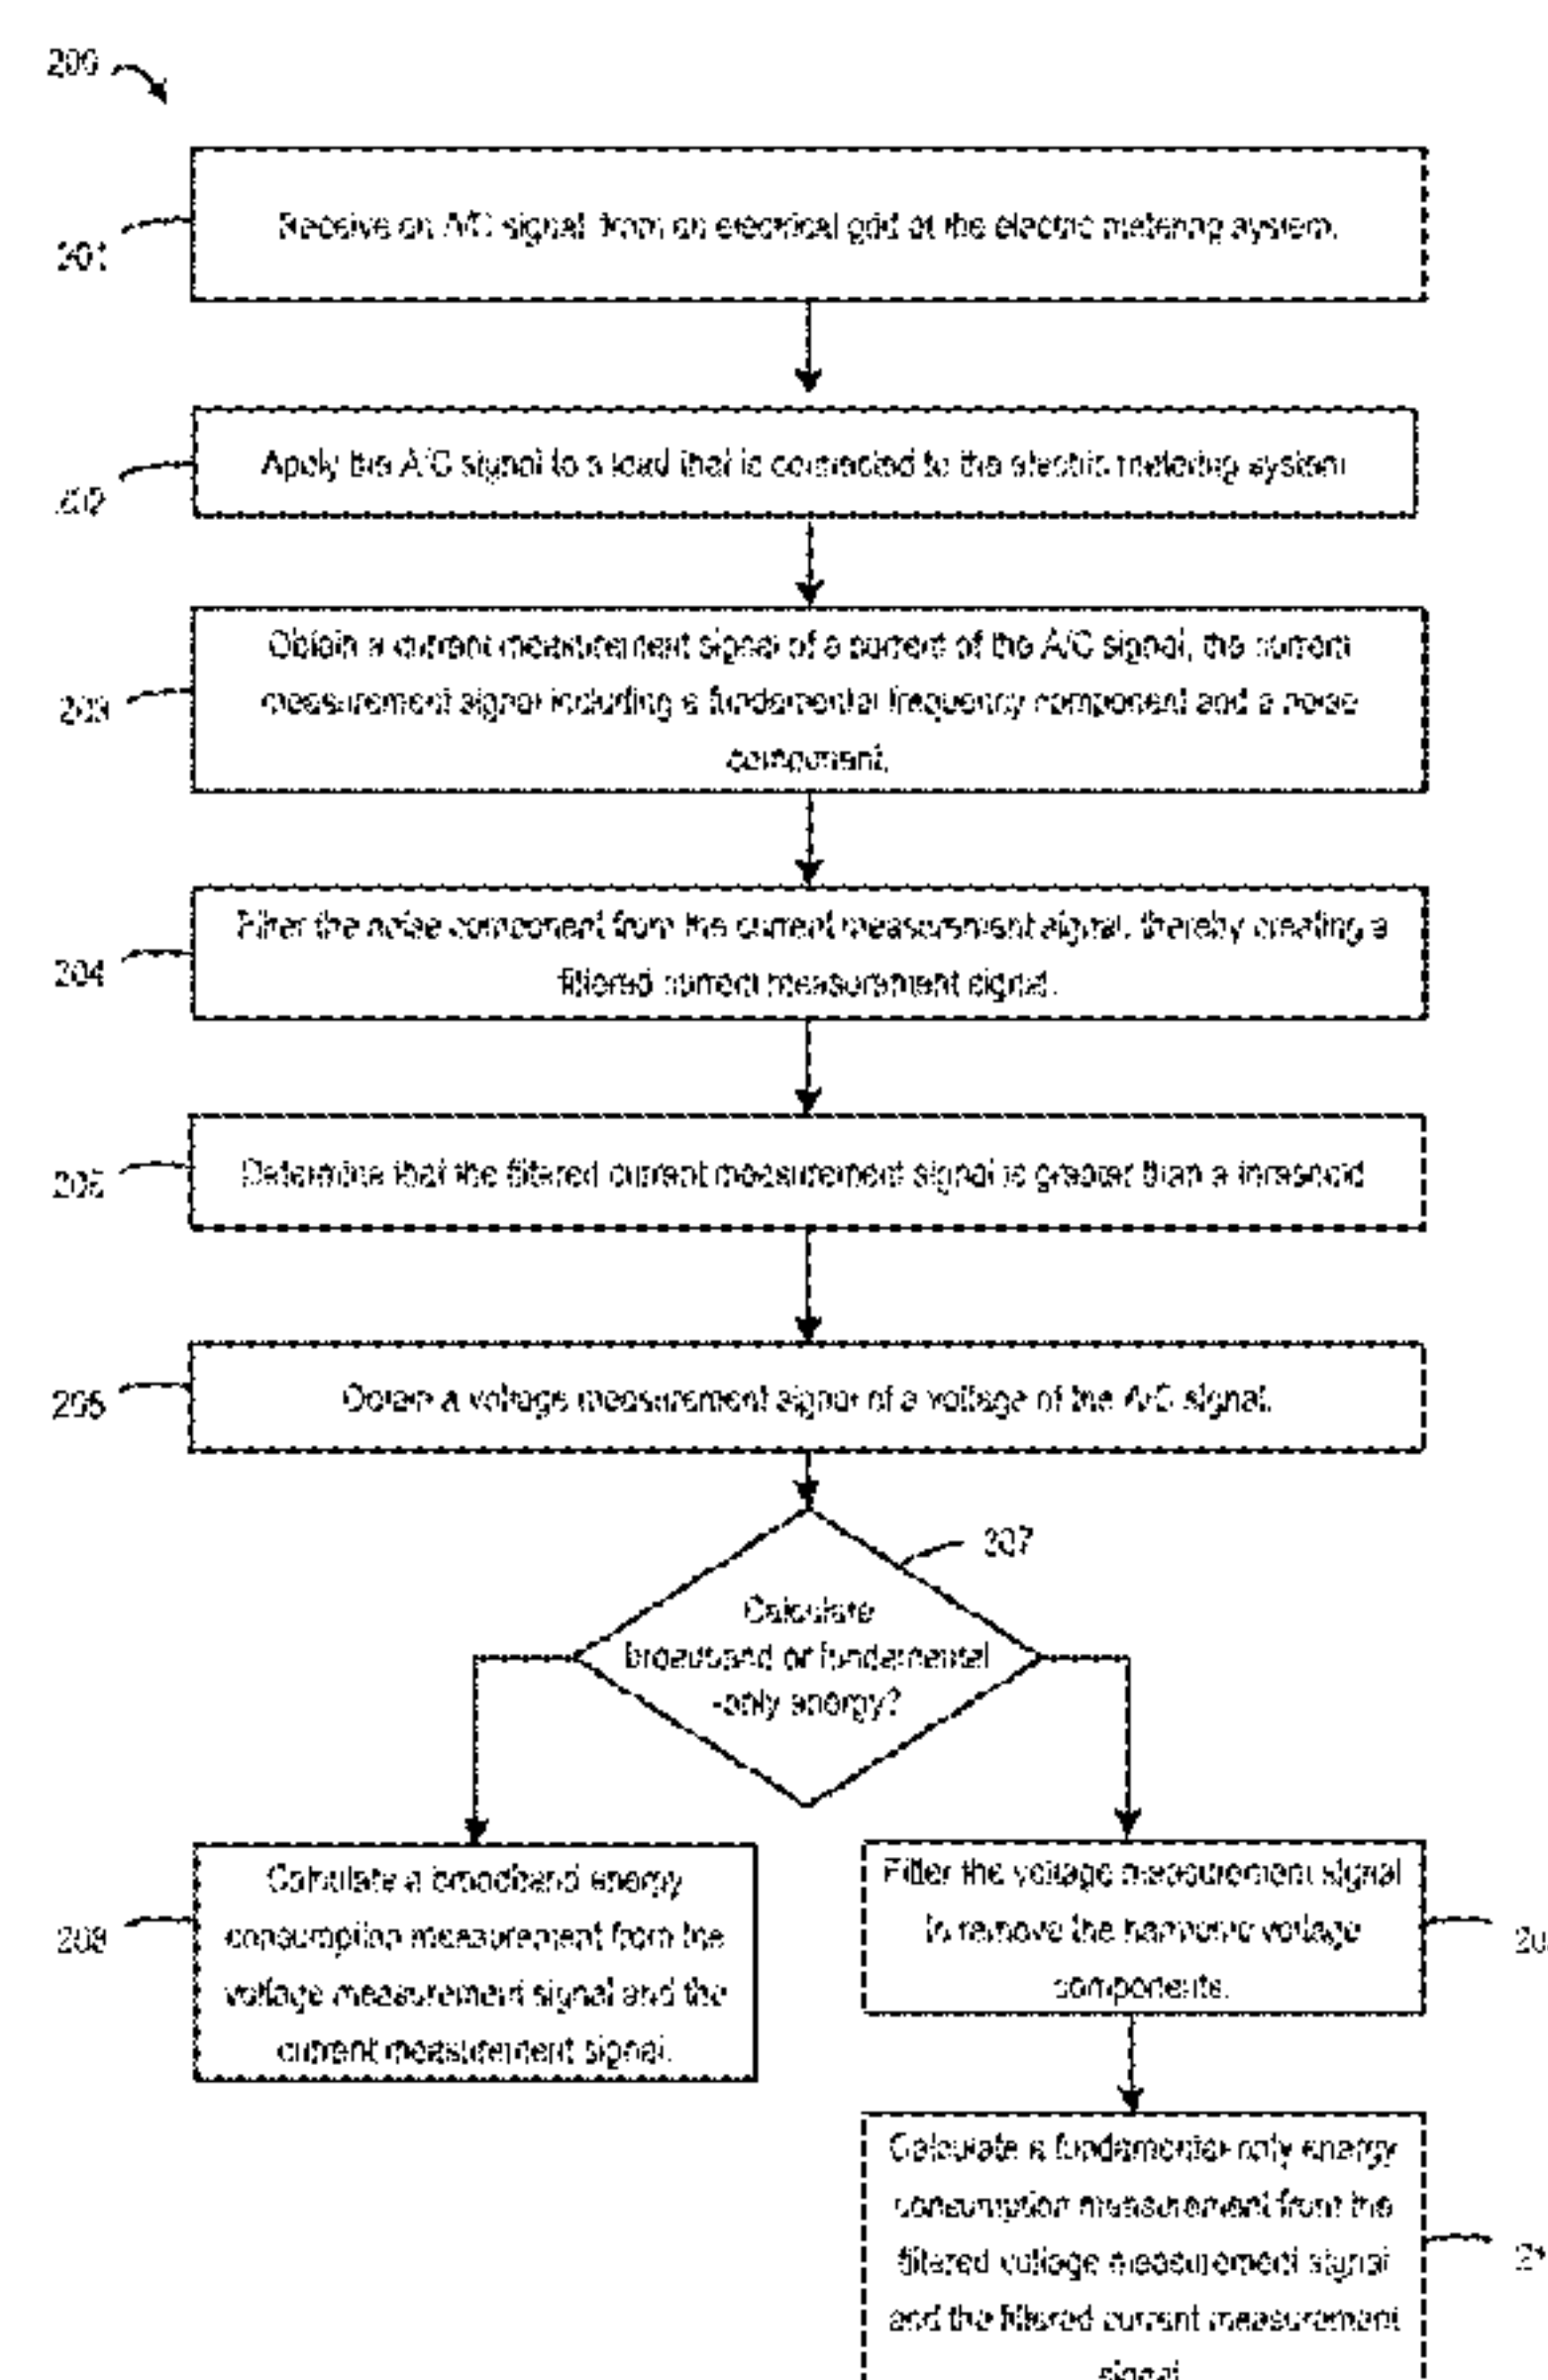 200
201
Receive an A/C signal from an electrical grid at the electric metering system.
202
Apply the A/C signal to a load that is connected to the electric metering system
203
Obtain a current measurement signal of a current of the A/C signal, the current
measurement signal including a fundamental frequency component and a noise
component.
204
Filter the noise component from the current measurement signal, thereby creating a
filtered current measurement signal.
205
Determine that the filtered current measurement signal is greater than a threshold
206
Obtain a voltage measurement signal of a voltage of the A/C signal.
207
Calculate
broadband or fundamental
-only energy?
208
Calculate a broadband energy
consumption measurement from the
voltage measurement signal and the
current measurement signal.
Filter the voltage measurement signal
to remove the harmonic voltage
components.
20
Calculate a fundamental-only energy
consumption measurement from the
filtered voltage measurement signal
and the filtered current measurement
signal